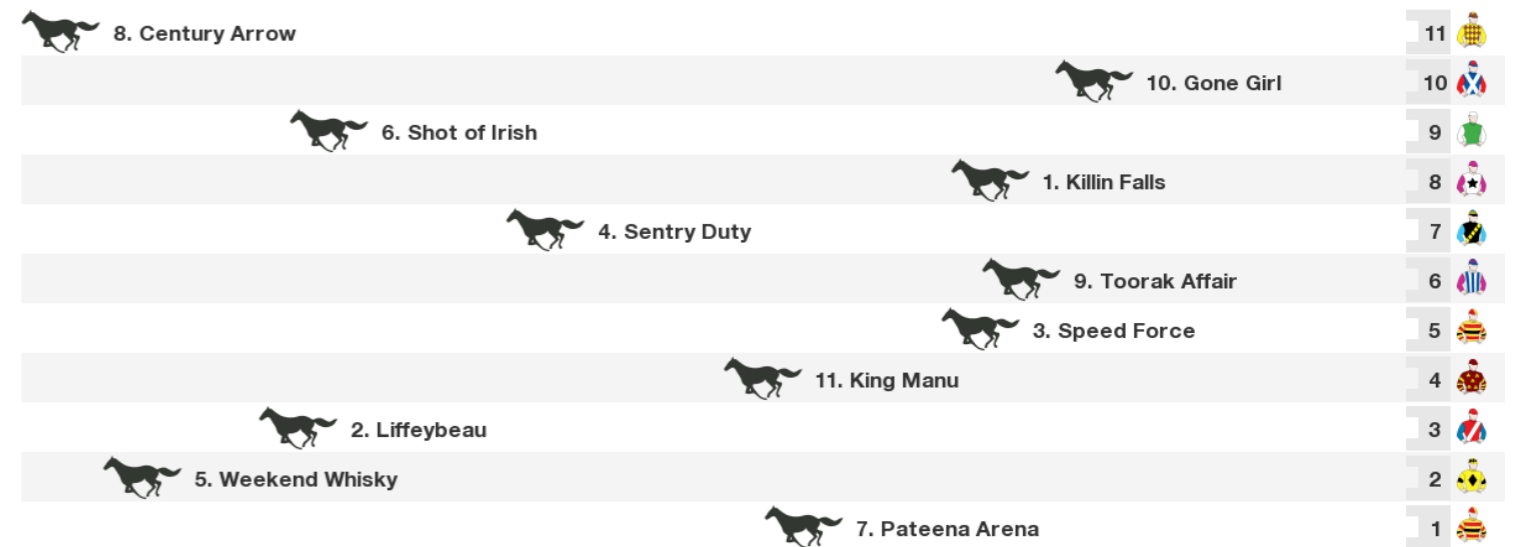 8. Century Arrow 11
10. Gone Girl 10
6. Shot of Irish 9
1. Killin Falls 8
4. Sentry Duty 7
9. Toorak Affair 6
3. Speed Force 5
11. King Manu 4
2. Liffeybeau 3
5. Weekend Whisky 2
7. Pateena Arena 1